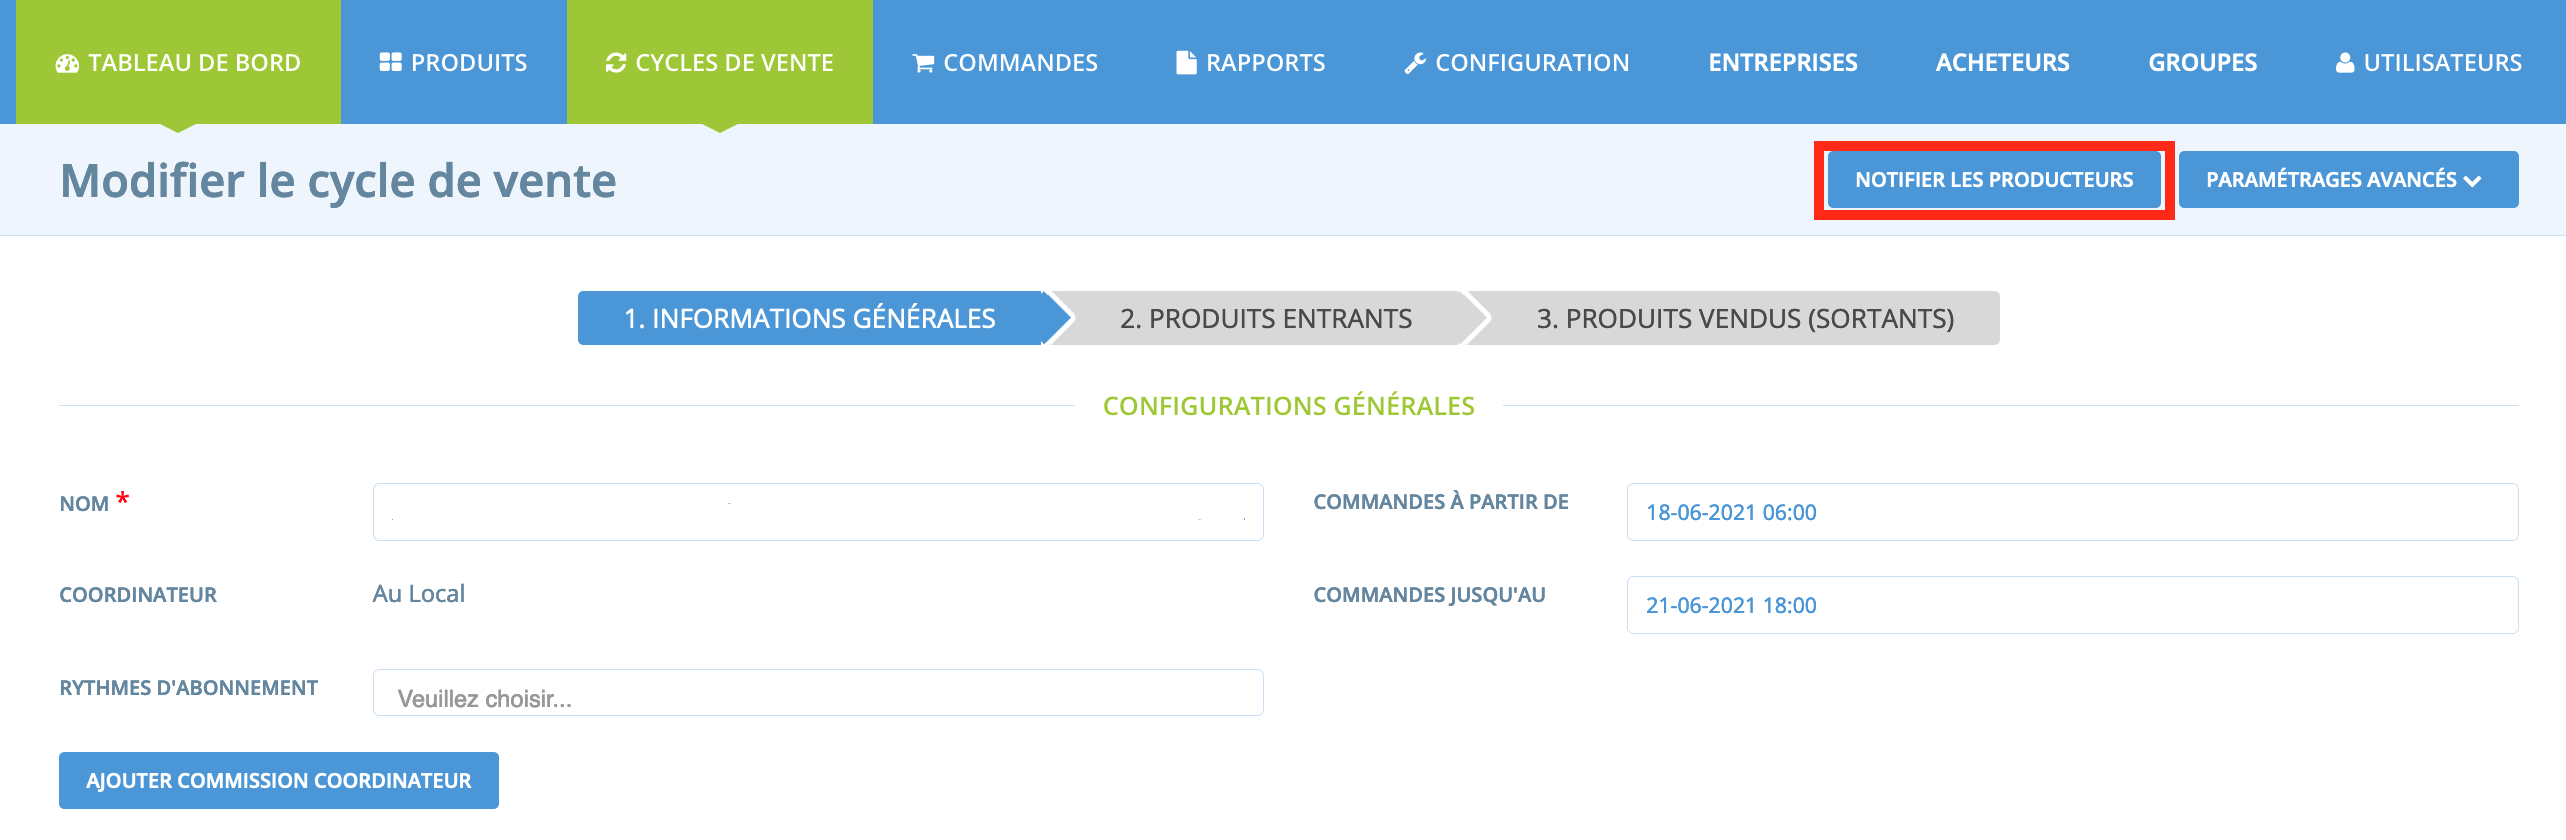 TABLEAU DE BORD PRODUITS CYCLES DE VENTE COMMANDES RAPPORTS CONFIGURATION ENTREPRISES ACHETEURS GROUPES UTILISATEURS
Modifier le cycle de vente NOTIFIER LES PRODUCTEURS PARAMÉTRAGES AVANCÉS
1. INFORMATIONS GÉNÉRALES 2. PRODUITS ENTRANTS 3. PRODUITS VENDUS (SORTANTS)
CONFIGURATIONS GÉNÉRALES
NOM * COMMANDES À PARTIR DE 18-06-2021 06:00
COORDINATEUR Au Local COMMANDES JUSQU'AU 21-06-2021 18:00
RYTHMES D'ABONNEMENT Veuillez choisir...
AJOUTER COMMISSION COORDINATEUR